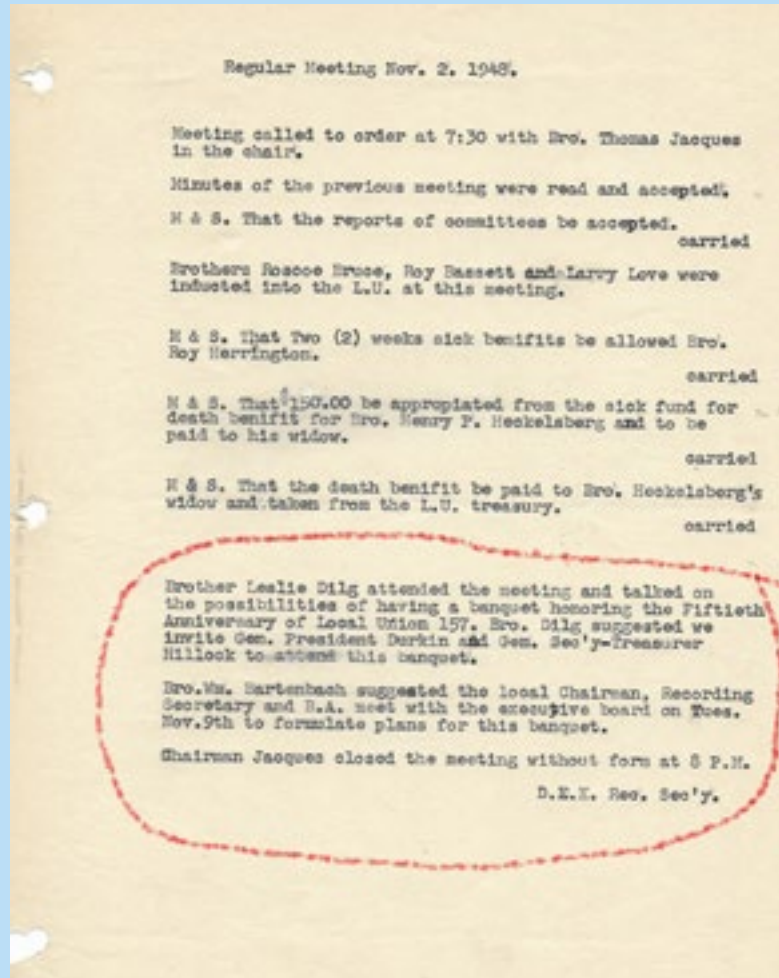 Regular Meeting Nov. 2. 1948.
Meeting called to order at 7:30 with Bro. Thomas Jacques
in the chair.
Minutes of the previous meeting were read and accepted.
M & S. That the reports of committees be accepted.
carried
Brothers Roscoe Bruce, Roy Bassett and Larry Love were
inducted into the L.U. at this meeting.
M & S. That Two (2) weeks sick benifits be allowed Bro.
Roy Herrington.
carried
M & S. That $150.00 be appropiated from the sick fund for
death benifit for Bro. Henry P. Heckelsberg and to be
paid to his widow.
carried
M & S. That the death benifit be paid to Bro. Heckelsberg's
widow and taken from the L.U. treasury.
carried
Brother Leslie Dilg attended the meeting and talked on
the possibilities of having a banquet honoring the Fiftieth
Anniversary of Local Union 157. Bro. Dilg suggested we
invite Gen. President Durkin and Gen. Sec'y-Treasurer
Hillock to attend this banquet.
Bro.Wm. Bartenbach suggested the local Chairman, Recording
Secretary and B.A. meet with the executive board on Tues.
Nov.9th to formulate plans for this banquet.
Chairman Jacques closed the meeting without form at 8 P.M.
Rec. Sec'y.